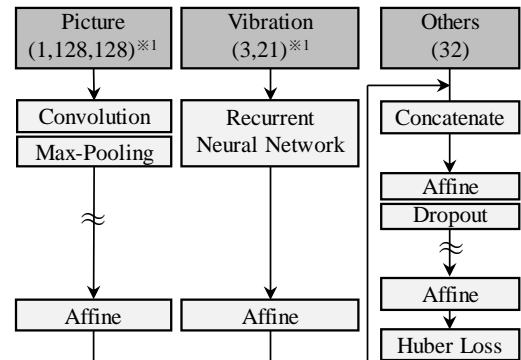 Picture
(1,128,128)※1
Convolution
Max-Pooling
Affine
Vibration
(3,21)※1
Recurrent
Neural Network
Affine
Others
(32)
Concatenate
Affine
Dropout
Affine
Huber Loss